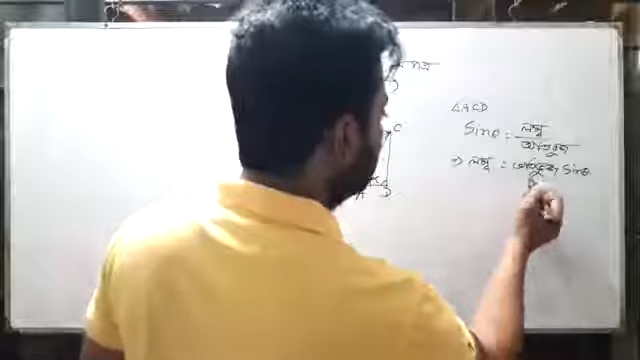 C
A
D
△ACD
Sinθ = লম্ব / অতিভুজ
⇒ লম্ব = অতিভুজ Sinθ